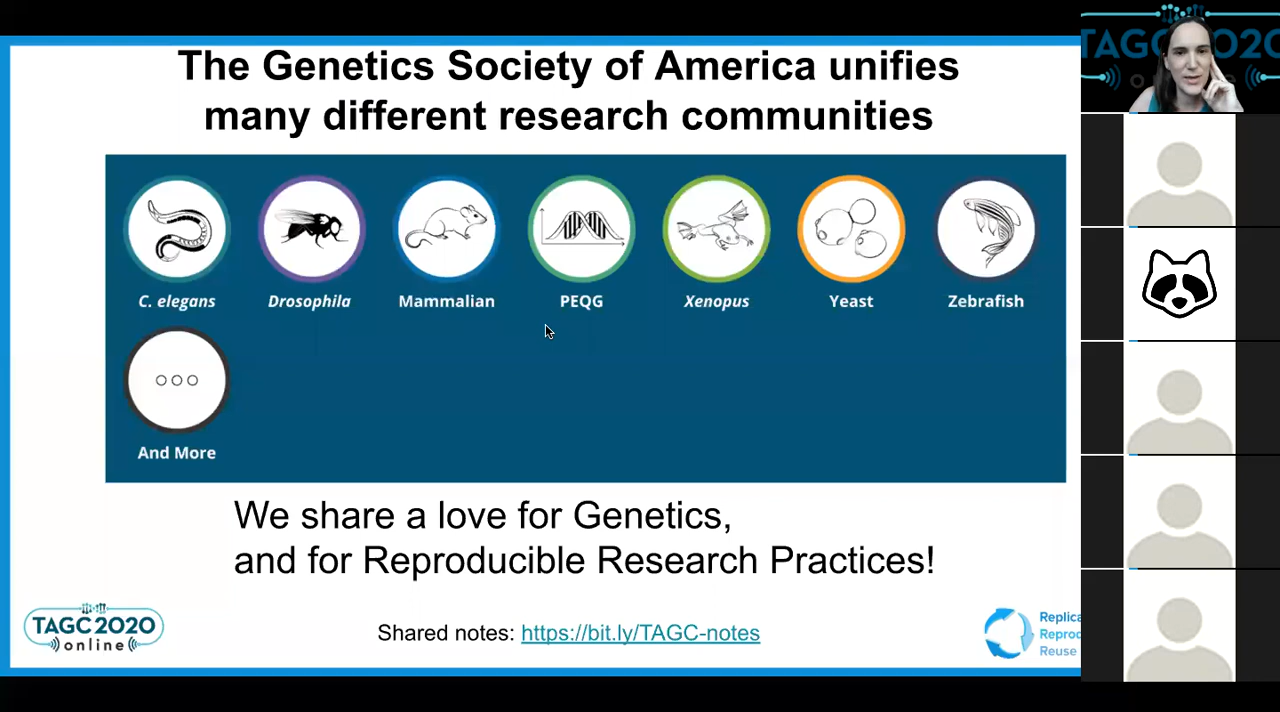 The Genetics Society of America unifies
many different research communities
C. elegans
Drosophila
Mammalian
PEQG
Xenopus
Yeast
Zebrafish
And More
We share a love for Genetics,
and for Reproducible Research Practices!
TAGC 2020
online
Shared notes: https://bit.ly/TAGC-notes
Reuse